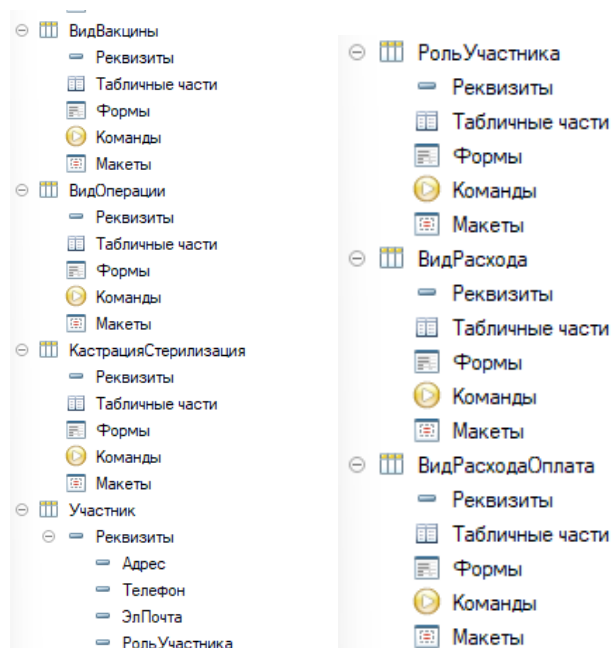 ВидВакцины
Реквизиты
Табличные части
Формы
Команды
Макеты
ВидОперации
Реквизиты
Табличные части
Формы
Команды
Макеты
КастрацияСтерилизация
Реквизиты
Табличные части
Формы
Команды
Макеты
Участник
Реквизиты
Адрес
Телефон
ЭлПочта
РольУчастника
РольУчастника
Реквизиты
Табличные части
Формы
Команды
Макеты
ВидРасхода
Реквизиты
Табличные части
Формы
Команды
Макеты
ВидРасходаОплата
Реквизиты
Табличные части
Формы
Команды
Макеты